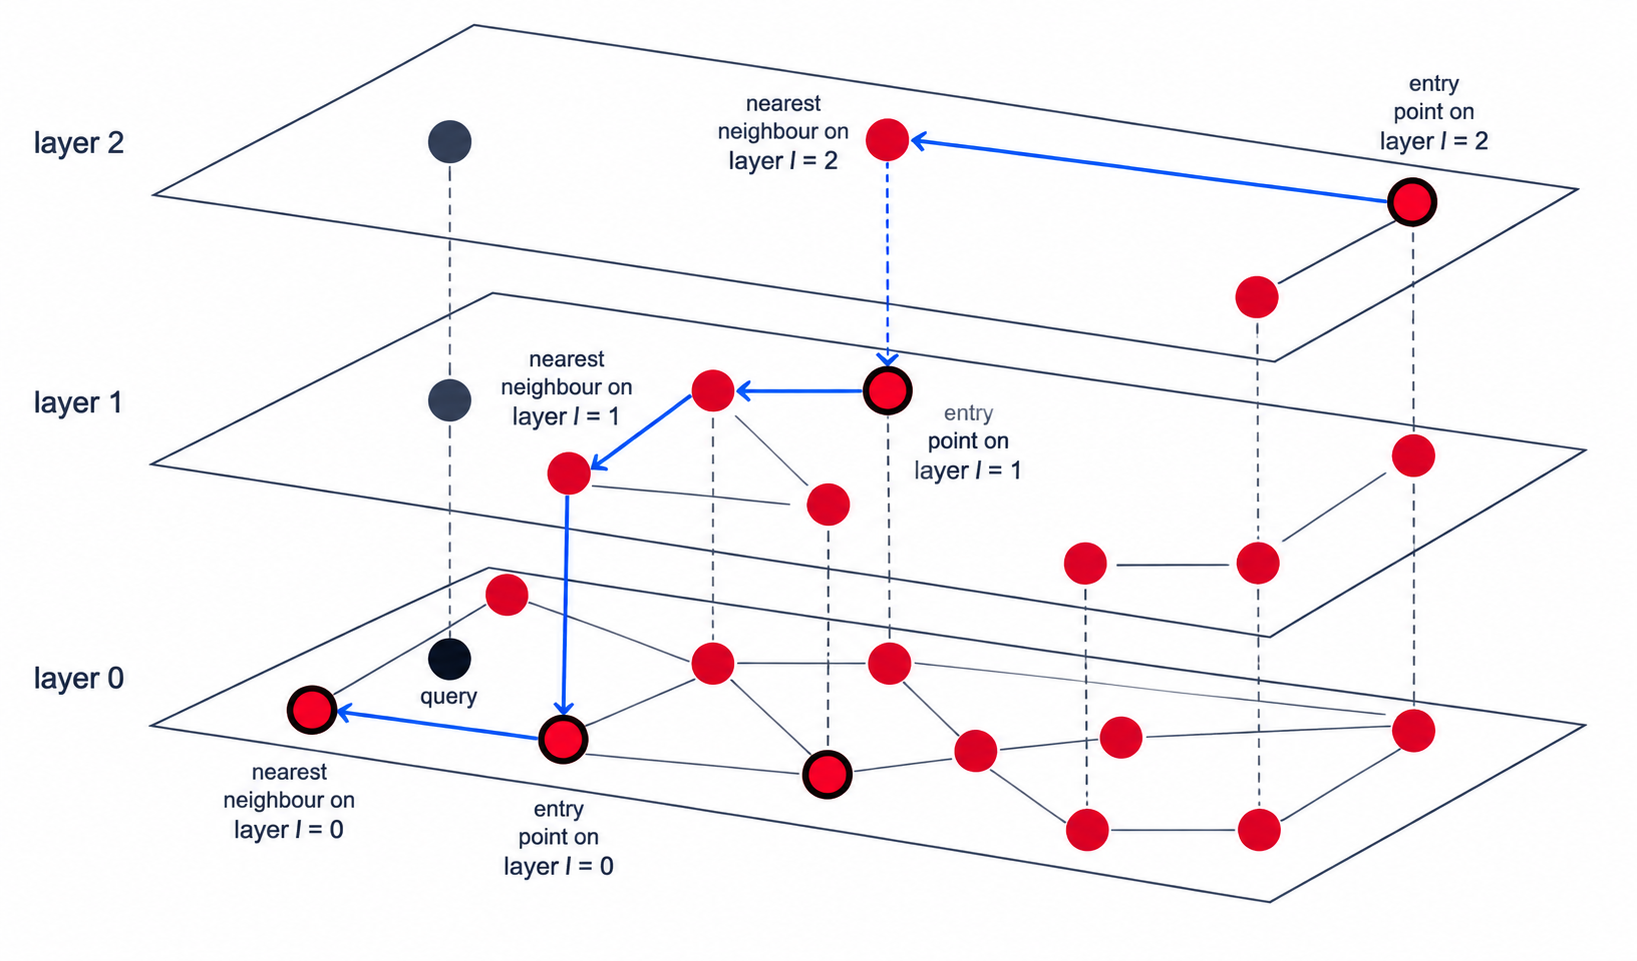 entry
point on
layer l = 2
nearest
neighbour on
layer l = 2
layer 2
nearest
neighbour on
layer l = 1
layer 1
entry
point on
layer l = 1
layer 0
query
nearest
neighbour on
layer l = 0
entry
point on
layer l = 0